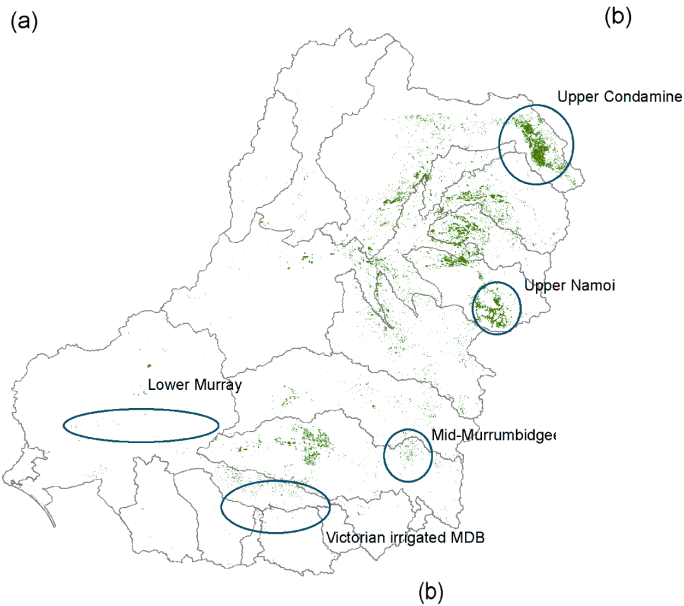 (a)
(b)
Upper Condamine
Upper Namoi
Lower Murray
Mid-Murrumbidgee
Victorian irrigated MDB
(b)